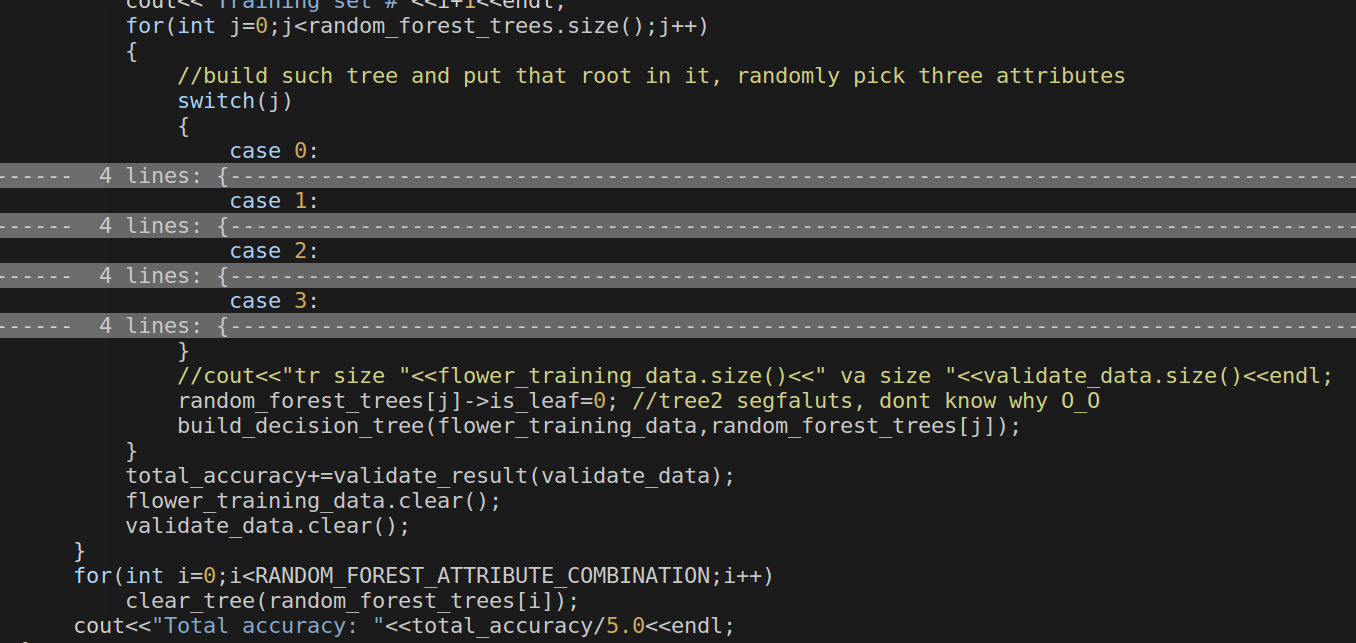 cout<<"Training set #"<<i+1<<endl;
for(int j=0;j<random_forest_trees.size();j++)
{
//build such tree and put that root in it, randomly pick three attributes
switch(j)
{
case 0:
------ 4 lines: {--------------------------------------------------------------------------------------
case 1:
------ 4 lines: {--------------------------------------------------------------------------------------
case 2:
------ 4 lines: {--------------------------------------------------------------------------------------
case 3:
------ 4 lines: {--------------------------------------------------------------------------------------
}
//cout<<"tr size "<<flower_training_data.size()<<" va size "<<validate_data.size()<<endl;
random_forest_trees[j]->is_leaf=0; //tree2 segfaluts, dont know why O_O
build_decision_tree(flower_training_data,random_forest_trees[j]);
}
total_accuracy+=validate_result(validate_data);
flower_training_data.clear();
validate_data.clear();
}
for(int i=0;i<RANDOM_FOREST_ATTRIBUTE_COMBINATION;i++)
clear_tree(random_forest_trees[i]);
cout<<"Total accuracy: "<<total_accuracy/5.0<<endl;